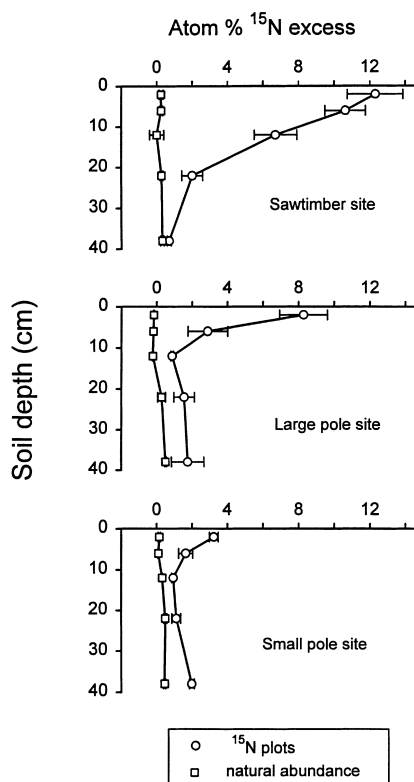 Atom % ¹⁵N excess
0 4 8 12
0
10
20
30
40
Sawtimber site
0 4 8 12
0
10
20
30
40
Large pole site
Soil depth (cm)
0 4 8 12
0
10
20
30
40
Small pole site
¹⁵N plots
natural abundance